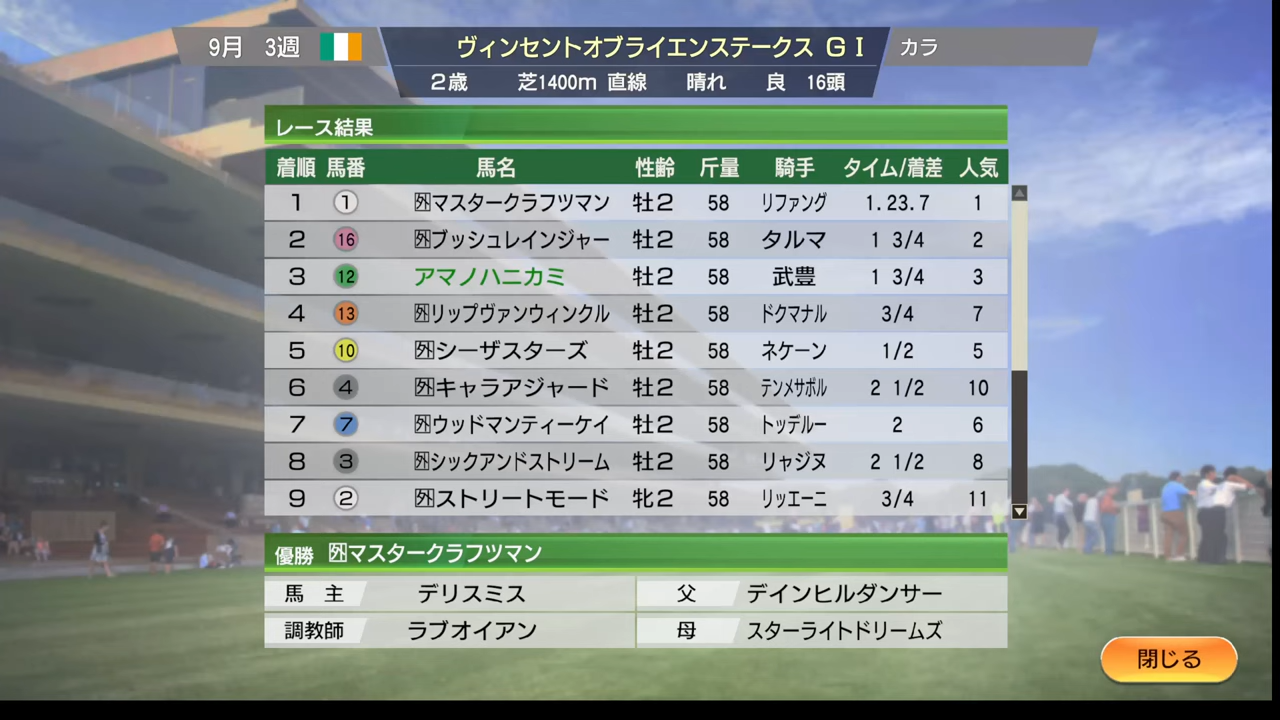 9月 3週 ヴィンセントオブライエンステークス GⅠ カラ
2歳 芝1400m 直線 晴れ 良 16頭
レース結果
着順 馬番 馬名 性齢 斤量 騎手 タイム/着差 人気
1 1 外マスタークラフツマン 牡2 58 リファング 1.23.7 1
2 16 外ブッシュレインジャー 牡2 58 タルマ 1 3/4 2
3 12 アマノハニカミ 牡2 58 武豊 1 3/4 3
4 13 外リップヴァンウィンクル 牡2 58 ドクマナル 3/4 7
5 10 外シーザスターズ 牡2 58 ネケーン 1/2 5
6 4 外キャラアジャード 牡2 58 テンメサボル 2 1/2 10
7 7 外ウッドマンティーケイ 牡2 58 トッデルー 2 6
8 3 外シックアンドストリーム 牡2 58 リャジヌ 2 1/2 8
9 2 外ストリートモード 牝2 58 リッエーニ 3/4 11
優勝 外マスタークラフツマン
馬主 デリスミス 父 デインヒルダンサー
調教師 ラブオイアン 母 スターライトドリームズ
閉じる